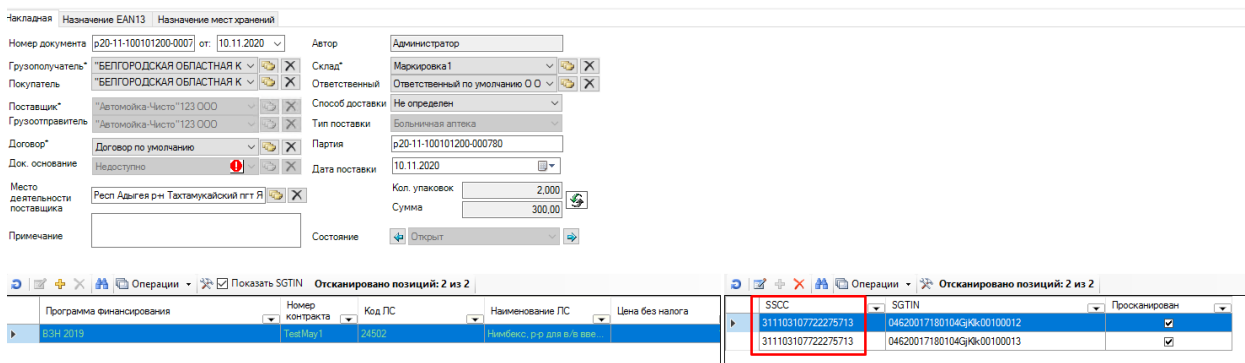 Накладная Назначение EAN13 Назначение мест хранений
Номер документа р20-11-100101200-0007 от: 10.11.2020 Автор Администратор
Грузополучатель* "БЕЛГОРОДСКАЯ ОБЛАСТНАЯ К Склад* Маркировка1
Покупатель "БЕЛГОРОДСКАЯ ОБЛАСТНАЯ К Ответственный Ответственный по умолчанию О О
Поставщик* "Автомойка-Чисто"123 ООО Способ доставки Не определен
Грузоотправитель "Автомойка-Чисто"123 ООО Тип поставки Больничная аптека
Договор* Договор по умолчанию Партия р20-11-100101200-000780
Док. основание Недоступно Дата поставки 10.11.2020
Место
деятельности
поставщика Респ Адыгея р-н Тахтамукайский пгт Я Кол. упаковок 2,000
Сумма 300,00
Примечание Состояние Открыт
Операции Показать SGTIN Отсканировано позиций: 2 из 2 Операции Отсканировано позиций: 2 из 2
Программа финансирования Номер контракта Код ЛС Наименование ЛС Цена без налога SSCC SGTIN Просканирован
ВЗН 2019 TestMay1 24502 Нимбекс, р-р для в/в вве... 311103107722275713 04620017180104GjKlk00100012
311103107722275713 04620017180104GjKlk00100013